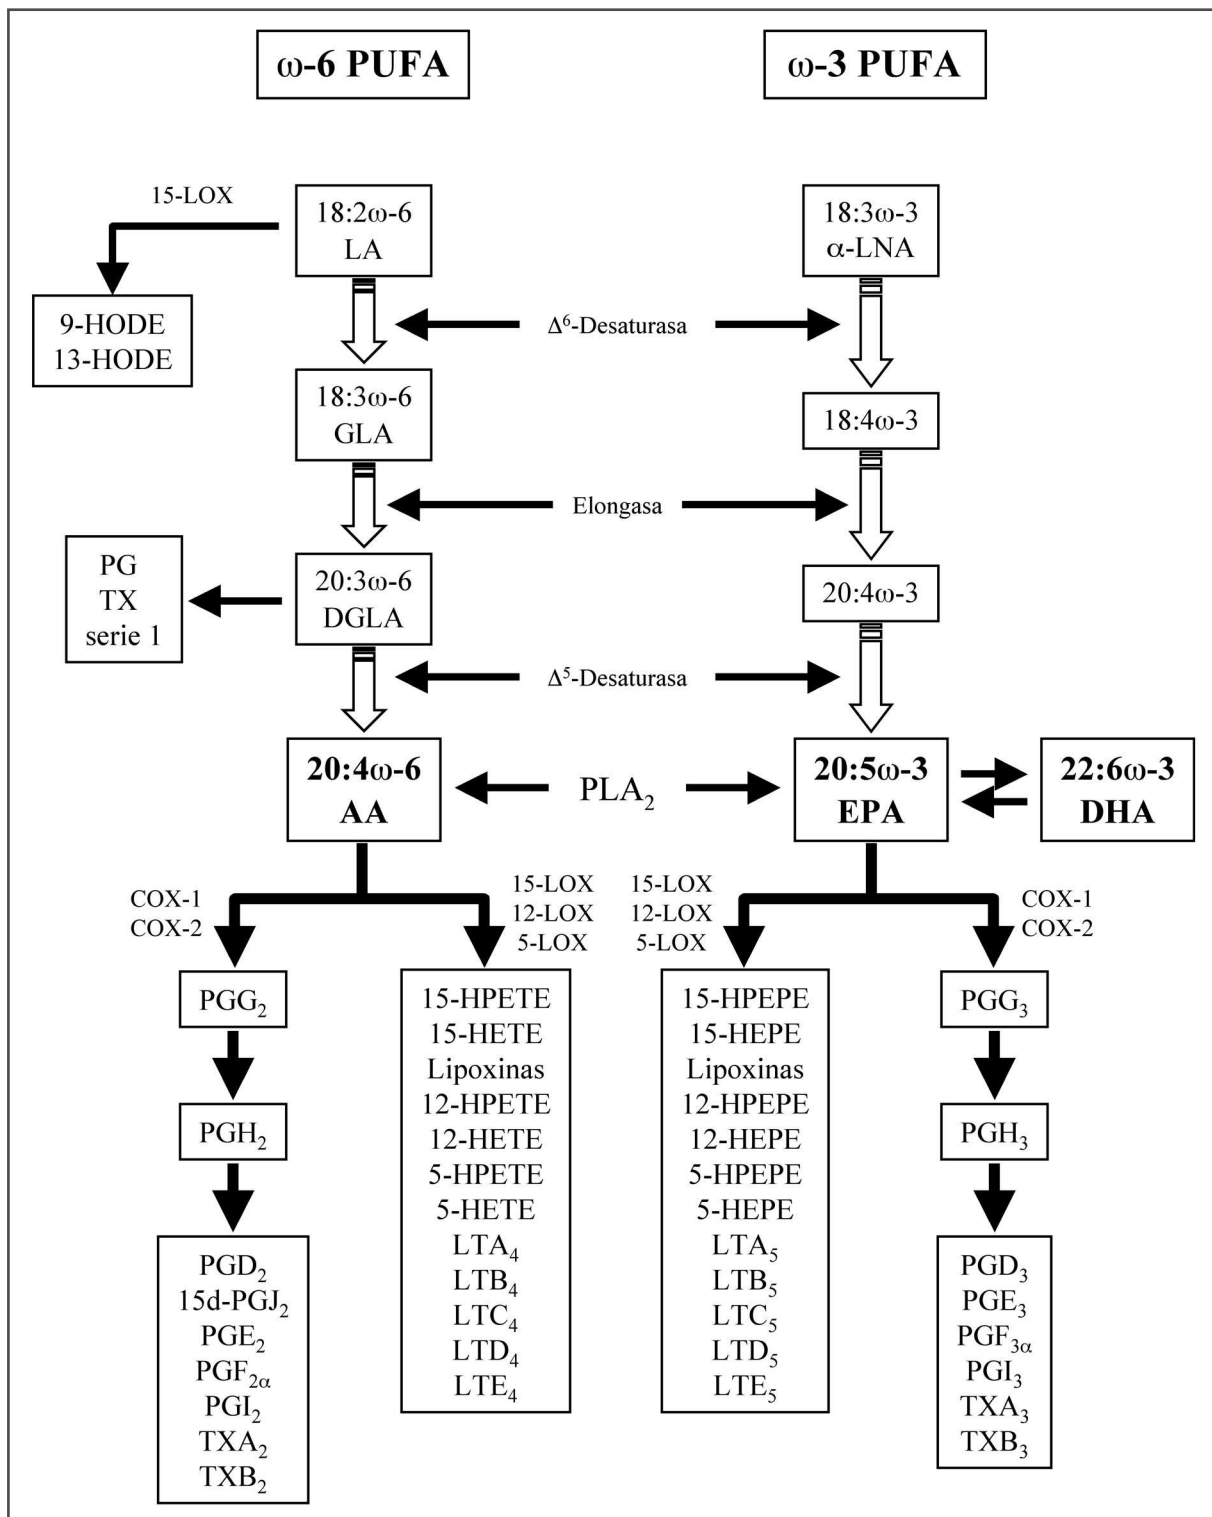 ω-6 PUFA
ω-3 PUFA
15-LOX
18:2ω-6
LA
18:3ω-3
α-LNA
9-HODE
13-HODE
Δ⁶-Desaturasa
18:3ω-6
GLA
18:4ω-3
Elongasa
PG
TX
serie 1
20:3ω-6
DGLA
20:4ω-3
Δ⁵-Desaturasa
20:4ω-6
AA
PLA₂
20:5ω-3
EPA
22:6ω-3
DHA
COX-1
COX-2
15-LOX
12-LOX
5-LOX
15-LOX
12-LOX
5-LOX
COX-1
COX-2
PGG₂
PGH₂
PGD₂
15d-PGJ₂
PGE₂
PGF₂α
PGI₂
TXA₂
TXB₂
15-HPETE
15-HETE
Lipoxinas
12-HPETE
12-HETE
5-HPETE
5-HETE
LTA₄
LTB₄
LTC₄
LTD₄
LTE₄
15-HPEPE
15-HEPE
Lipoxinas
12-HPEPE
12-HEPE
5-HPEPE
5-HEPE
LTA₅
LTB₅
LTC₅
LTD₅
LTE₅
PGG₃
PGH₃
PGD₃
PGE₃
PGF₃α
PGI₃
TXA₃
TXB₃